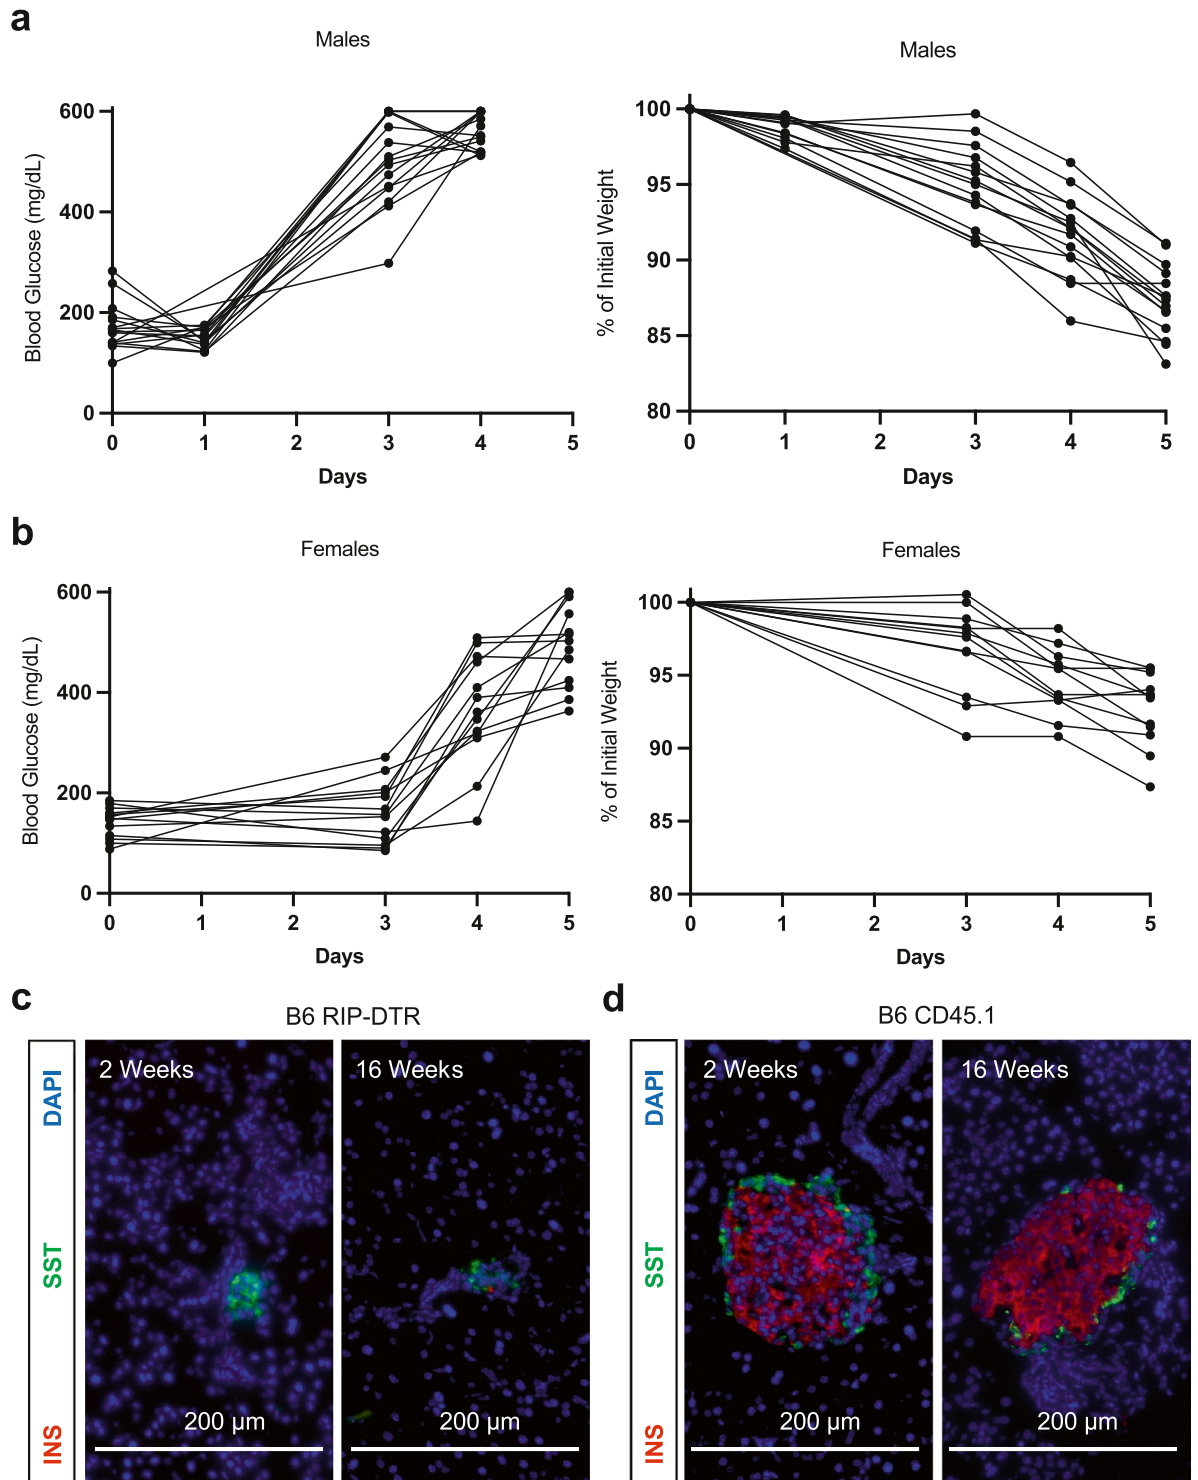 a
Males
Males
600
400
200
0
Blood Glucose (mg/dL)
0 1 2 3 4 5
Days
100
95
90
85
80
% of Initial Weight
0 1 2 3 4 5
Days
b
Females
Females
600
400
200
0
Blood Glucose (mg/dL)
0 1 2 3 4 5
Days
100
95
90
85
80
% of Initial Weight
0 1 2 3 4 5
Days
c
B6 RIP-DTR
INS SST DAPI
2 Weeks
200 µm
16 Weeks
200 µm
d
B6 CD45.1
INS SST DAPI
2 Weeks
200 µm
16 Weeks
200 µm